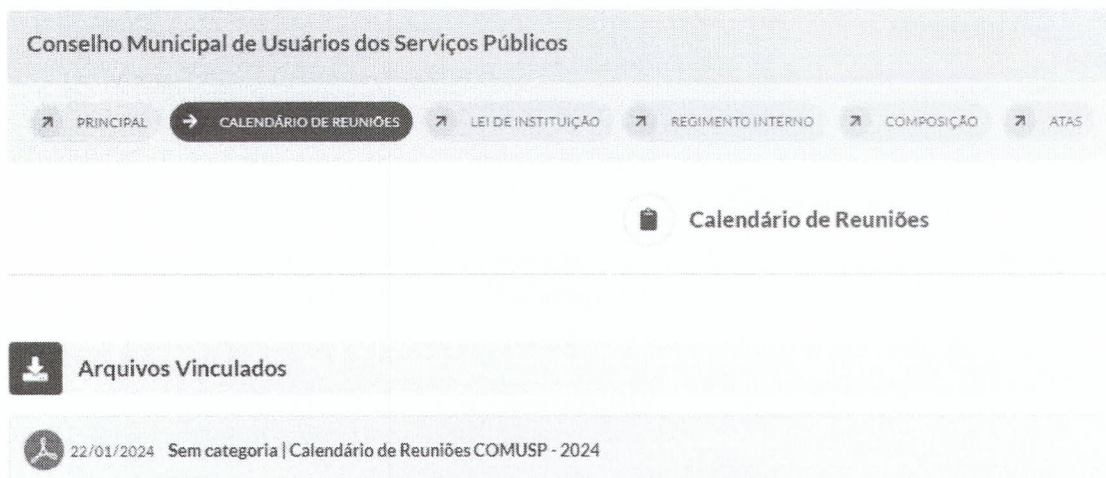 Conselho Municipal de Usuários dos Serviços Públicos
PRINCIPAL CALENDÁRIO DE REUNIÕES LEI DE INSTITUIÇÃO REGIMENTO INTERNO COMPOSIÇÃO ATAS
Calendário de Reuniões
Arquivos Vinculados
22/01/2024 Sem categoria | Calendário de Reuniões COMUSP - 2024